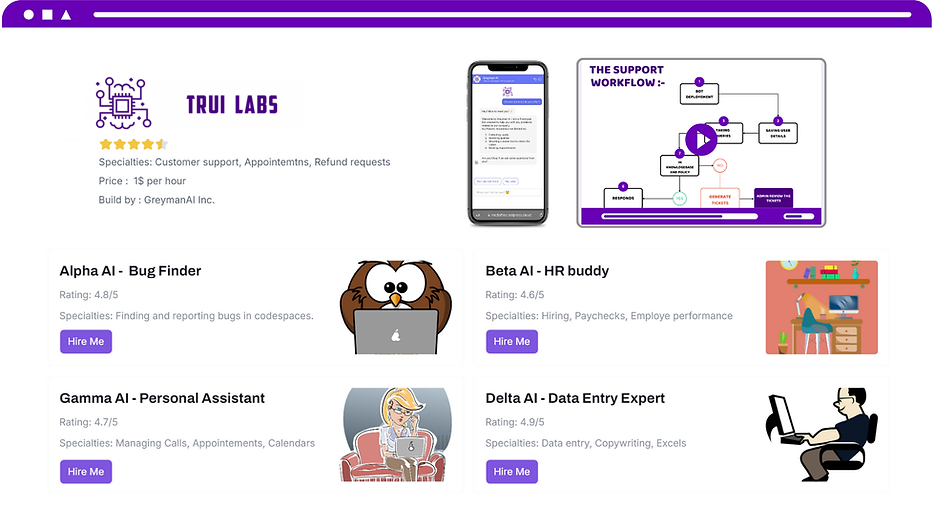 TRUI LABS
Specialties: Customer support, Appointemtns, Refund requests
Price : 1$ per hour
Build by : GreymanAI Inc.
THE SUPPORT
WORKFLOW :-
1
BOT
DEPLOYEMENT
2
SAVING USER
DETAILS
3
IN
KNOWLEGEBASE
AND POLICY
NO
YES
RESPONDS
GENERATE
TICKETS
ADMIN REVIEW THE
TICKETS
Alpha AI - Bug Finder
Rating: 4.8/5
Specialties: Finding and reporting bugs in codespaces.
Hire Me
Beta AI - HR buddy
Rating: 4.6/5
Specialties: Hiring, Paychecks, Employe performance
Hire Me
Gamma AI - Personal Assistant
Rating: 4.7/5
Specialties: Managing Calls, Appointements, Calendars
Hire Me
Delta AI - Data Entry Expert
Rating: 4.9/5
Specialties: Data entry, Copywriting, Excels
Hire Me